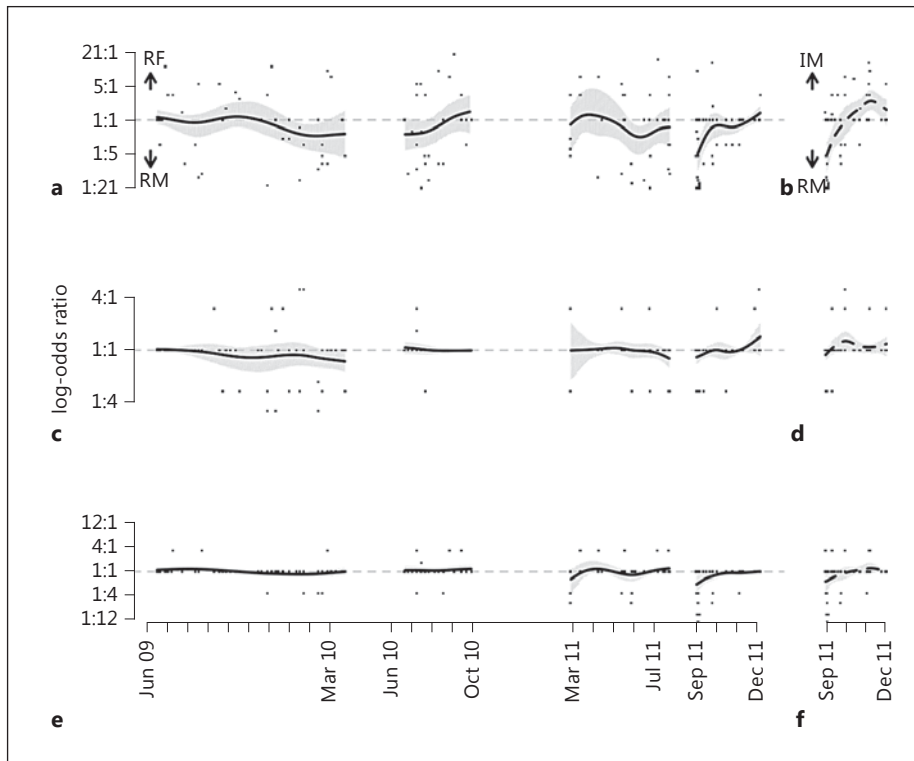 21:1
RF
IM
5:1
1:1
1:5
RM
RM
a
b
1:21
log-odds ratio
4:1
1:1
1:4
c
d
12:1
4:1
1:1
1:4
1:12
Jun 09
Mar 10
Jun 10
Oct 10
Mar 11
Jul 11
Sep 11
Dec 11
Sep 11
Dec 11
e
f